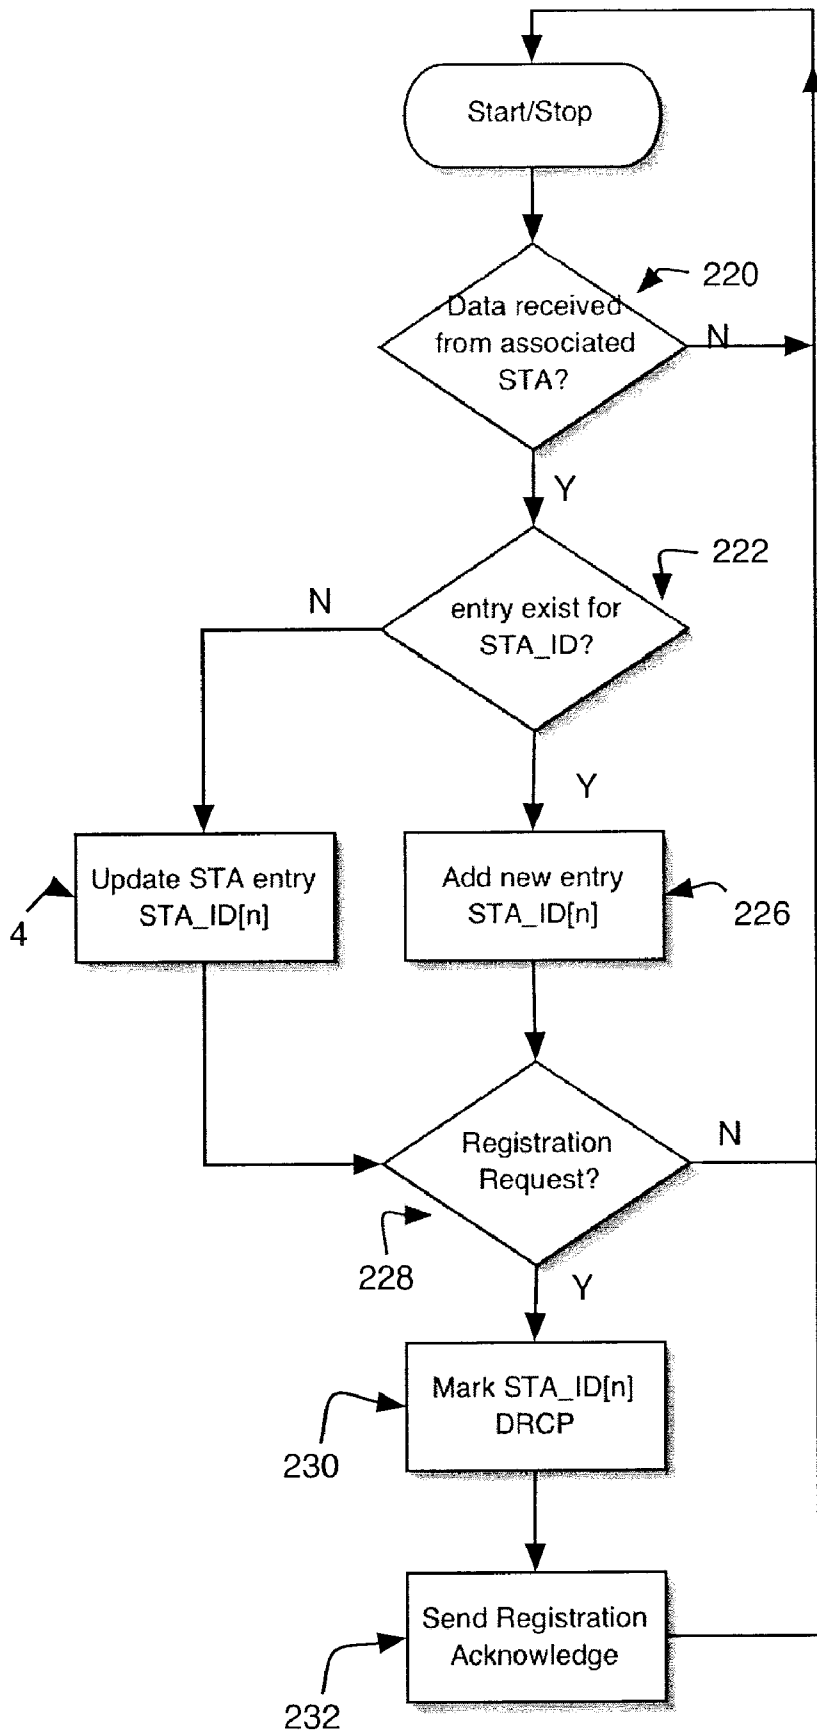 Start/Stop
220
Data received
from associated
STA?
N
Y
222
entry exist for
STA_ID?
N
Y
Update STA entry
STA_ID[n]
4
Add new entry
STA_ID[n]
226
Registration
Request?
N
228
Y
Mark STA_ID[n]
DRCP
230
Send Registration
Acknowledge
232